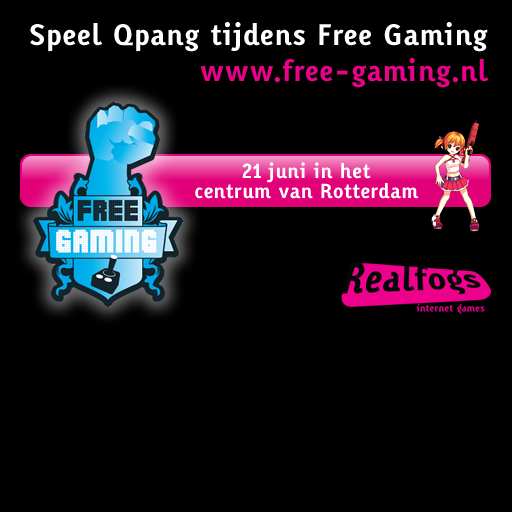 Speel Qpang tijdens Free Gaming
www.free-gaming.nl
21 juni in het
centrum van Rotterdam
FREE
GAMING
Realfogs
internet games